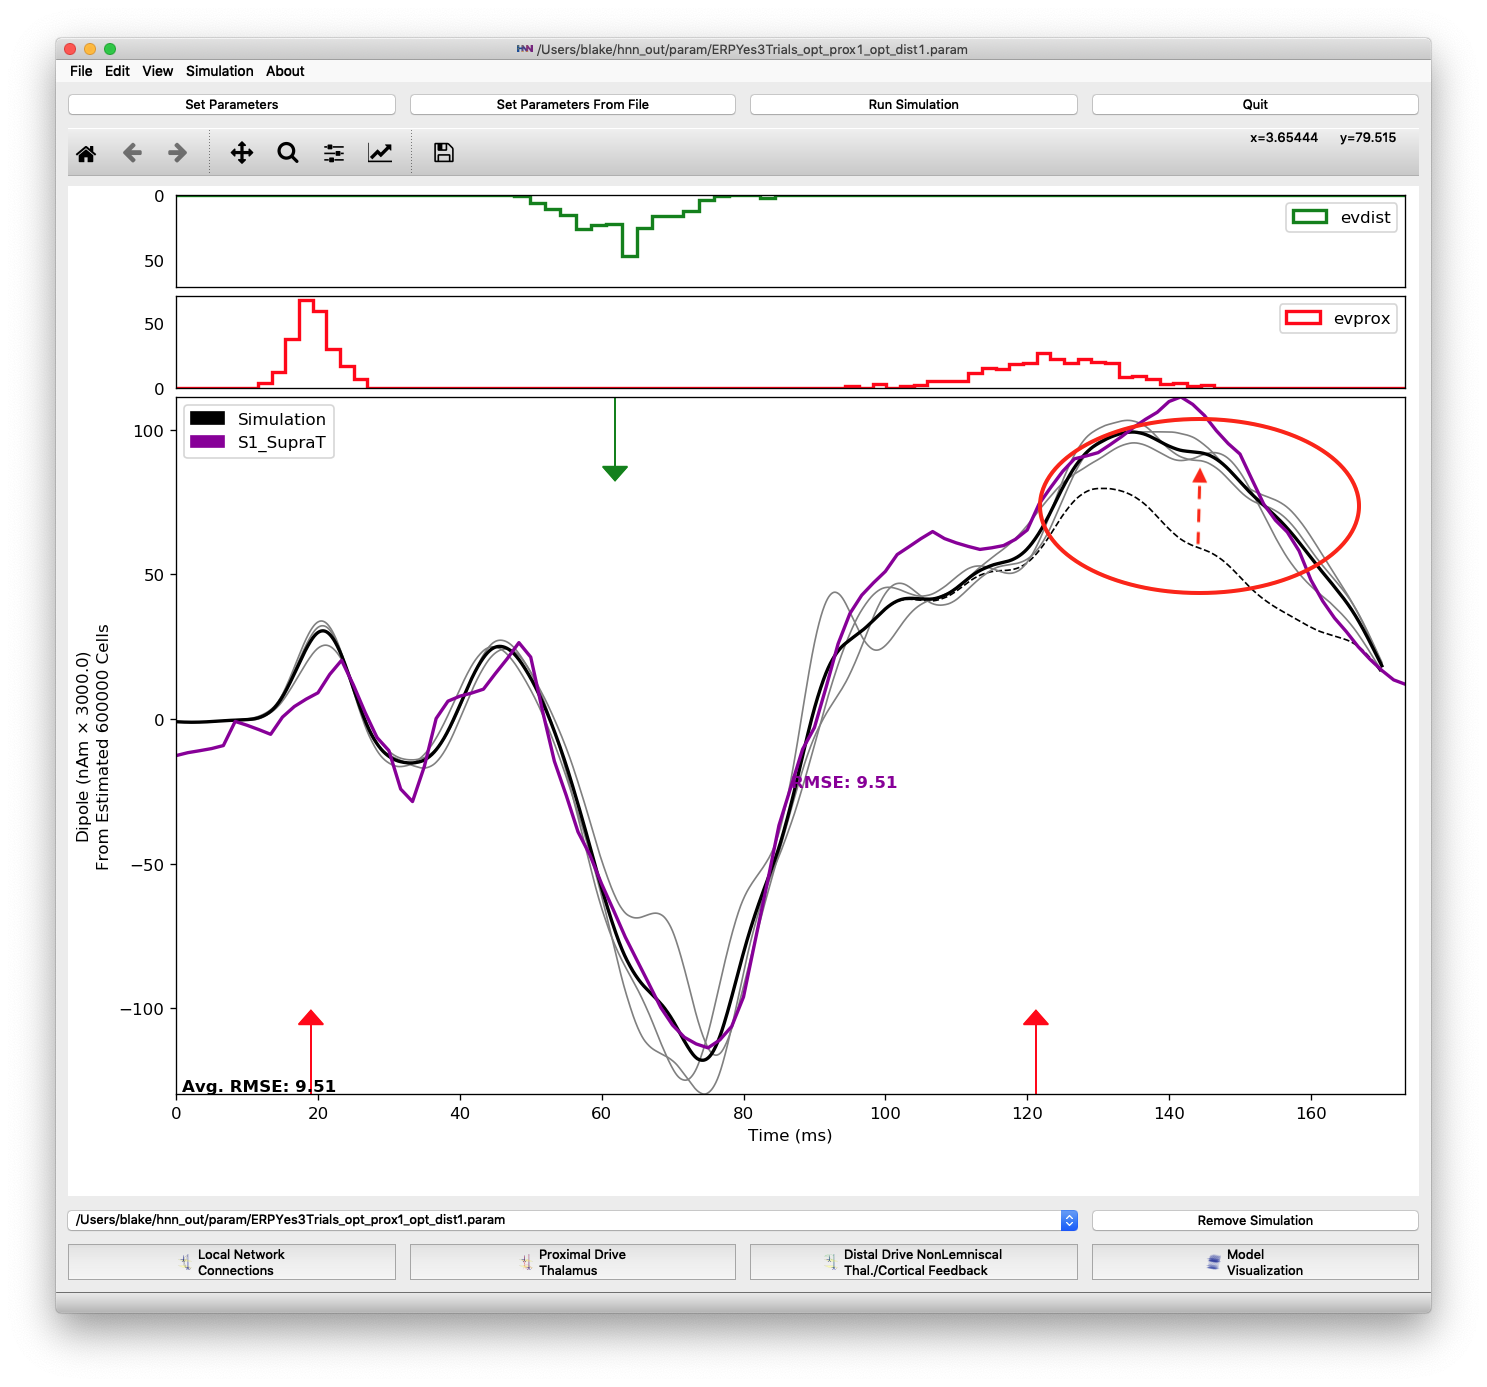 HNN /Users/blake/hnn_out/param/ERPYes3Trials_opt_prox1_opt_dist1.param
File Edit View Simulation About
Set Parameters Set Parameters From File Run Simulation Quit
x=3.65444 y=79.515
0
50
evdist
50
0
evprox
Simulation
S1_SupraT
100
50
0
−50
−100
Dipole (nAm × 3000.0)
From Estimated 600000 Cells
RMSE: 9.51
Avg. RMSE: 9.51
0 20 40 60 80 100 120 140 160
Time (ms)
/Users/blake/hnn_out/param/ERPYes3Trials_opt_prox1_opt_dist1.param
Remove Simulation
Local Network
Connections
Proximal Drive
Thalamus
Distal Drive NonLemniscal
Thal./Cortical Feedback
Model
Visualization